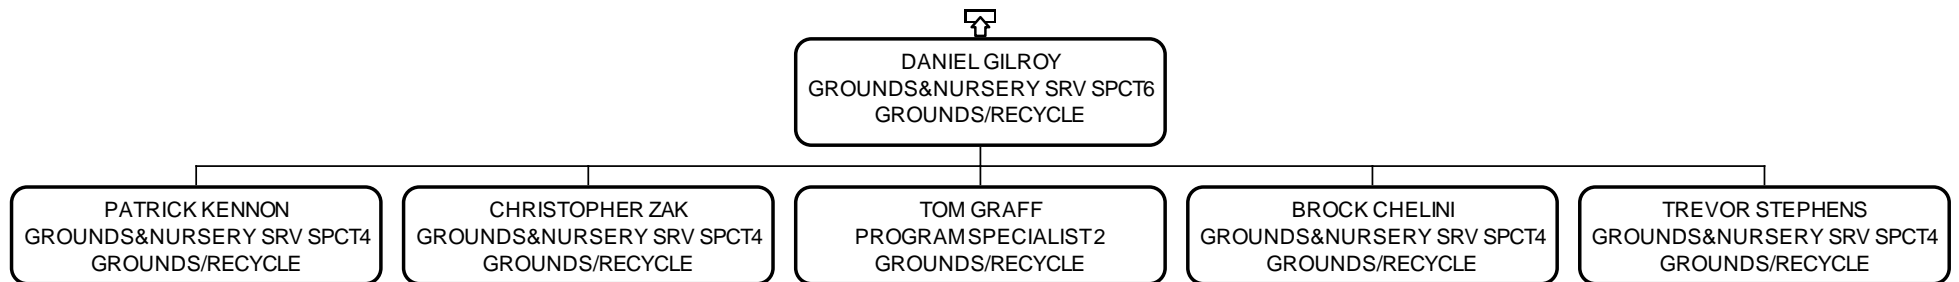 DANIEL GILROY
GROUNDS&NURSERY SRV SPCT6
GROUNDS/RECYCLE
PATRICK KENNON
GROUNDS&NURSERY SRV SPCT4
GROUNDS/RECYCLE
CHRISTOPHER ZAK
GROUNDS&NURSERY SRV SPCT4
GROUNDS/RECYCLE
TOM GRAFF
PROGRAM SPECIALIST 2
GROUNDS/RECYCLE
BROCK CHELINI
GROUNDS&NURSERY SRV SPCT4
GROUNDS/RECYCLE
TREVOR STEPHENS
GROUNDS&NURSERY SRV SPCT4
GROUNDS/RECYCLE